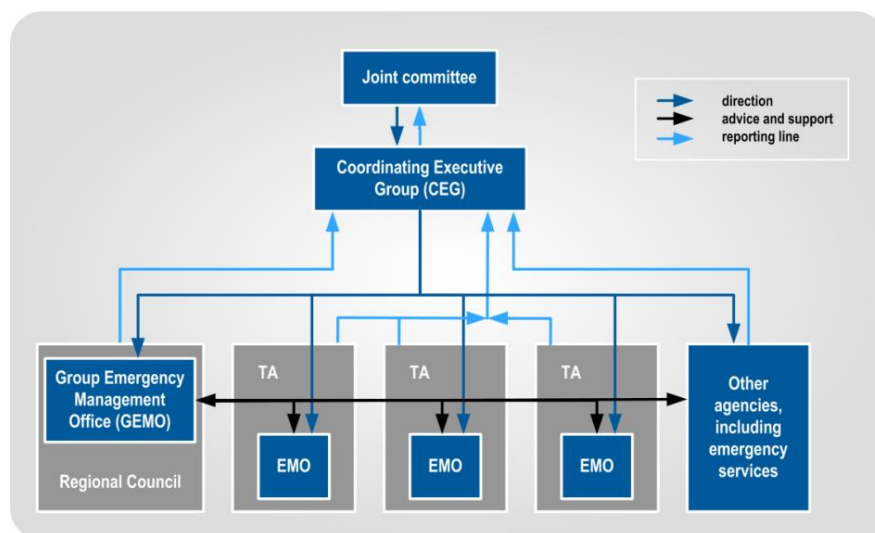 Joint committee
direction
advice and support
reporting line
Coordinating Executive
Group (CEG)
Group Emergency
Management
Office (GEMO)
Regional Council
TA
EMO
TA
EMO
TA
EMO
Other
agencies,
including
emergency
services